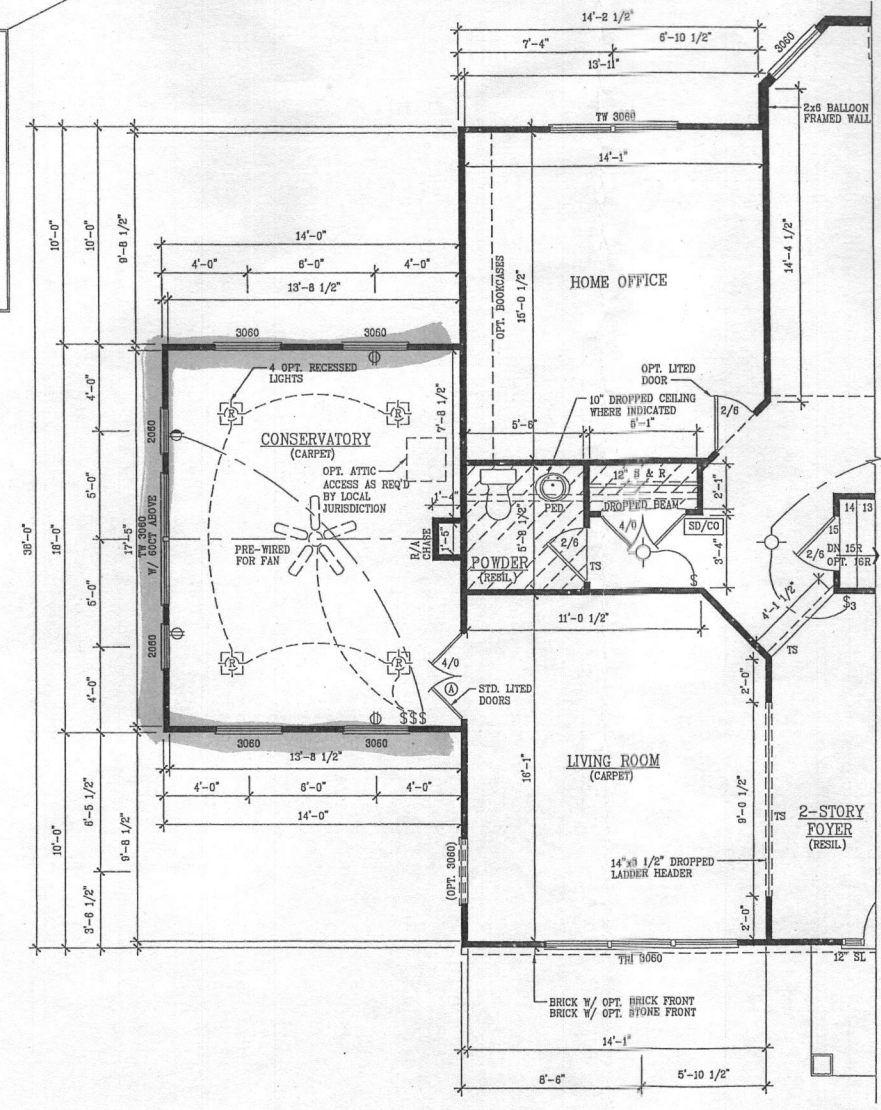 14'-2 1/2"
7'-4"
6'-10 1/2"
13'-11"
3060
2x6 BALLOON
FRAMED WALL
TW 3060
14'-1"
14'-4 1/2"
10'-0"
10'-0"
9'-8 1/2"
14'-0"
4'-0"
6'-0"
4'-0"
13'-8 1/2"
OPT. BOOKCASES
15'-0 1/2"
HOME OFFICE
3060
3060
4 OPT. RECESSED
LIGHTS
OPT. LITED
DOOR
10" DROPPED CEILING
WHERE INDICATED
2/6
4'-0"
2060
R
R
7'-8 1/2"
CONSERVATORY
(CARPET)
OPT. ATTIC
ACCESS AS REQ'D
BY LOCAL
JURISDICTION
5'-6"
5'-1"
12" S & R
2'-1"
5'-0"
1'-4"
PED.
DROPPED BEAM
SD/CO
14
13
15
38'-0"
18'-0"
17'-5"
TW 3060
W/ 60CT ABOVE
PRE-WIRED
FOR FAN
R/A
CHASE
1'-5"
5'-8 1/2"
4/0
2/6
TS
POWDER
(RESIL)
3'-4"
2/6
DN 15R
OPT. 16R
$
$3
5'-0"
11'-0 1/2"
4'-1 1/2"
TS
2060
R
R
4/0
A
STD. LITED
DOORS
4'-0"
$$$
2'-0"
3060
3060
13'-8 1/2"
4'-0"
6'-0"
4'-0"
14'-0"
16'-1"
LIVING ROOM
(CARPET)
9'-0 1/2"
TS
2-STORY
FOYER
(RESIL)
10'-0"
6'-5 1/2"
9'-8 1/2"
3'-6 1/2"
(OPT. 3060)
LADDER HEADER
2'-0"
3060
12" SL
BRICK W/ OPT. BRICK FRONT
BRICK W/ OPT. STONE FRONT
14'-1"
8'-6"
5'-10 1/2"